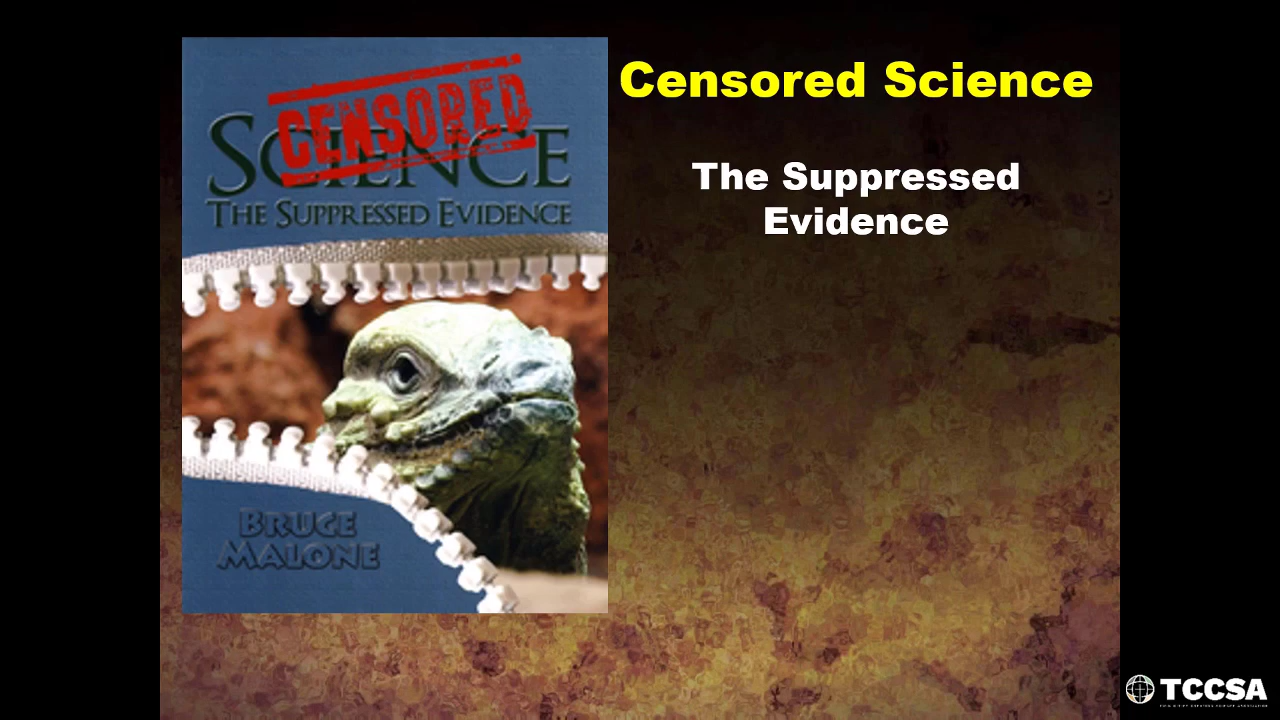 CENSORED
SCIENCE
THE SUPPRESSED EVIDENCE
BRUCE
MALONE
Censored Science
The Suppressed
Evidence
TCCSA